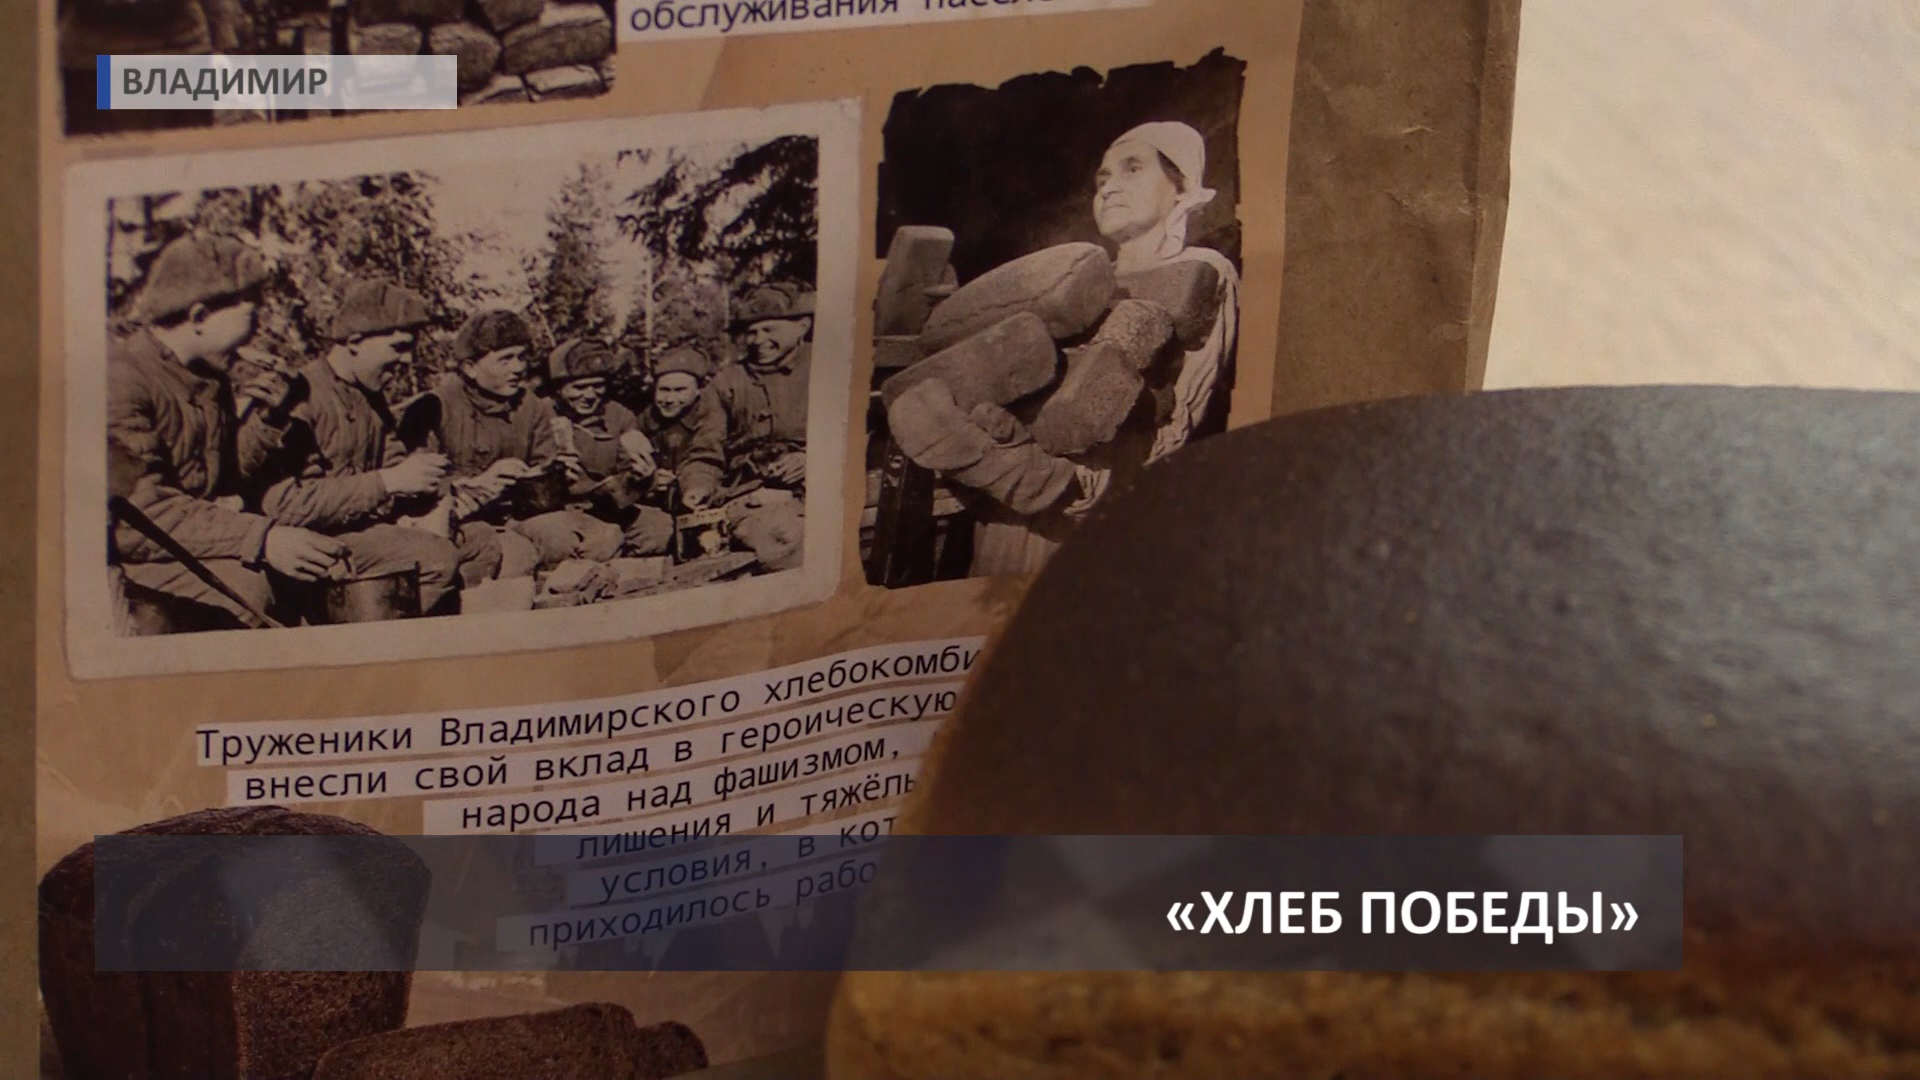 обслуживания
ВЛАДИМИР
Труженики Владимирского хлебокомби
внесли свой вклад в героическую
народа над фашизмом,
лишения и тяжёль
условия, в кот
приходилось рабо
«ХЛЕБ ПОБЕДЫ»